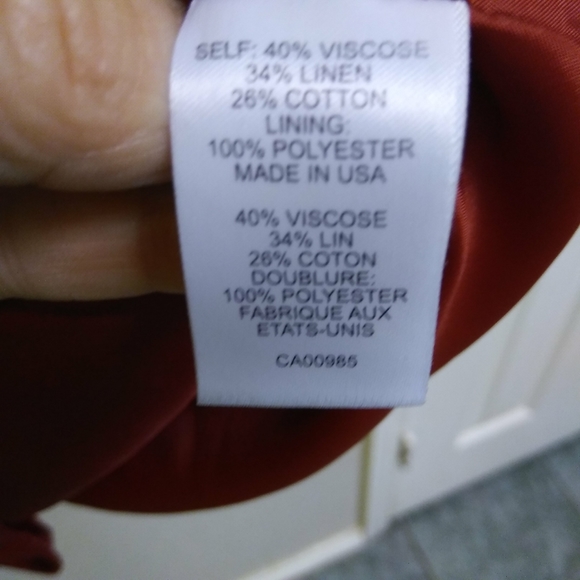 SELF: 40% VISCOSE
34% LINEN
26% COTTON
LINING:
100% POLYESTER
MADE IN USA
40% VISCOSE
34% LIN
26% COTON
DOUBLURE:
100% POLYESTER
FABRIQUE AUX
ETATS-UNIS
CA00985